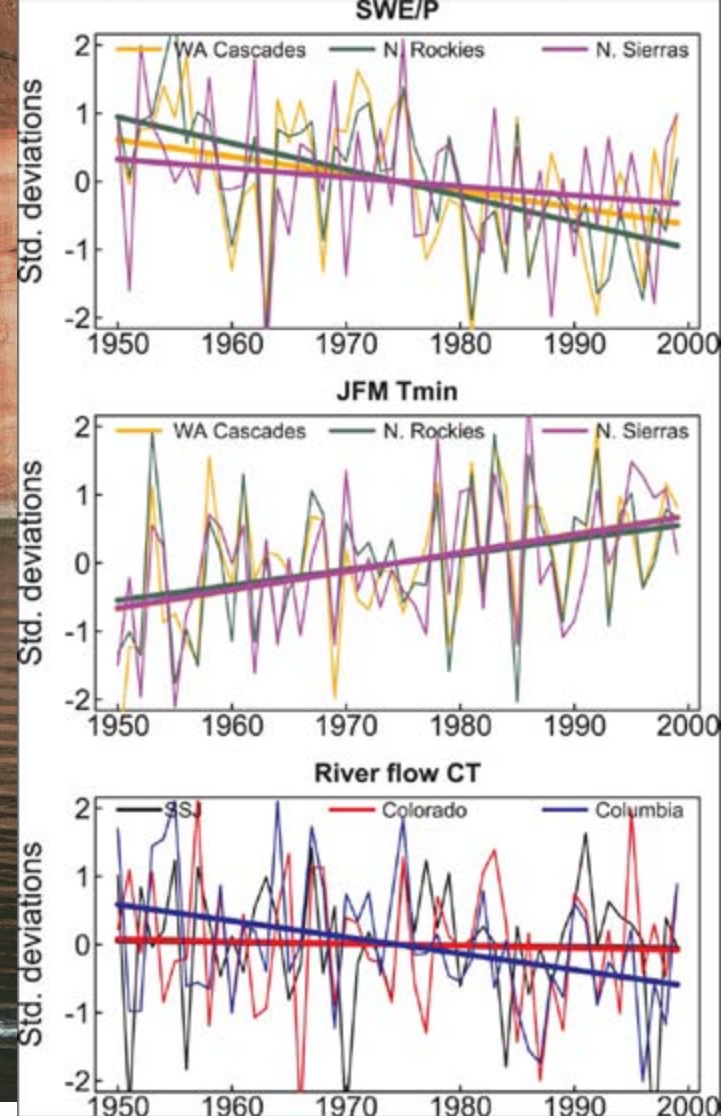 SWE/P
WA Cascades N. Rockies N. Sierras
Std. deviations
2
1
0
-1
-2
1950 1960 1970 1980 1990 2000
JFM Tmin
WA Cascades N. Rockies N. Sierras
Std. deviations
2
1
0
-1
-2
1950 1960 1970 1980 1990 2000
River flow CT
SSJ Colorado Columbia
Std. deviations
2
1
0
-1
-2
1950 1960 1970 1980 1990 2000